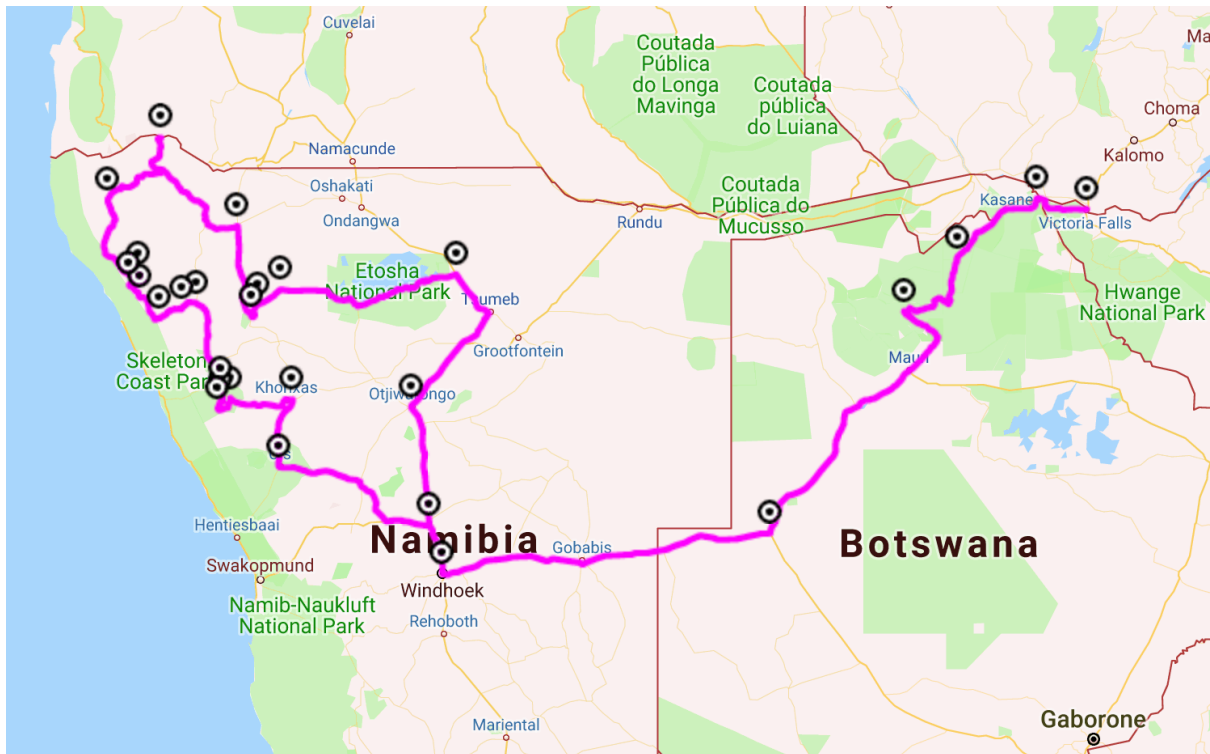 Cuvelai
Coutada
Pública
do Longa
Mavinga
Coutada
pública
do Luiana
Ma
Choma
Kalomo
Namacunde
Oshakati
Ondangwa
Rundu
Coutada
Pública do
Mucusso
Kasane
Victoria Falls
Etosha
National Park
Tsumeb
Hwange
National Park
Grootfontein
Maun
Skeleton
Coast Park
Khorixas
Otjiwarongo
Hentiesbaai
Namibia
Gobabis
Botswana
Swakopmund
Windhoek
Namib-Naukluft
National Park
Rehoboth
Mariental
Gaborone